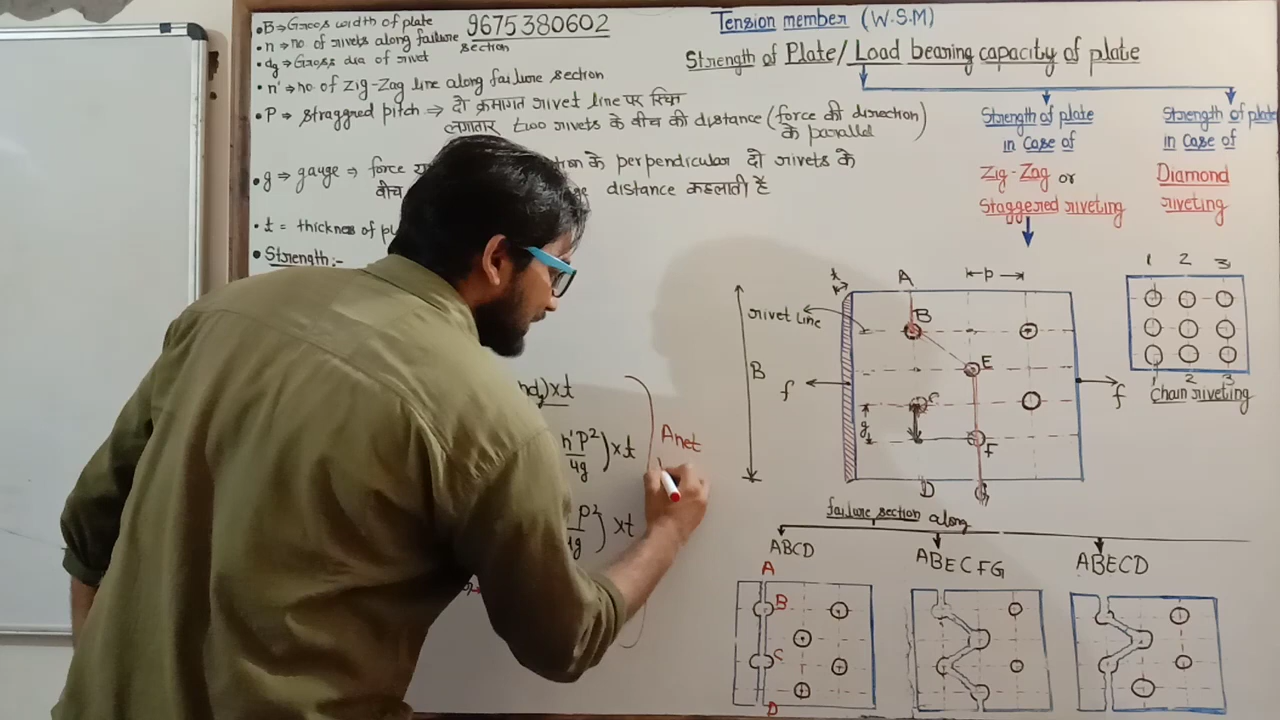 • B → Gross width of plate
9675380602
• n → no of rivets along failure section
• dg → Gross dia of rivet
• n' → no of Zig-Zag line along failure section
• P → straggred pitch → दो क्रमागत rivet line पर स्थित
लगातार two rivets के बीच की distance (force की direction के parallel)
• g → gauge → force
के perpendicular दो rivets के
बीच
distance कहलाती है
• t = thickness of
• Strength:-
Tension member (W.S.M)
Strength of Plate/Load bearing capacity of plate
Strength of plate
in Case of
Zig-Zag or
Staggered riveting
Strength of plate
in Case of
Diamond
riveting
)xt
n'P²/4g)xt
P²/4g) xt
Anet
rivet line
t
A
P
B
B
f
E
C
g
F
D
G
f
1 2 3
1 2 3
Chain riveting
failure section along
ABCD
ABECFG
ABECD
A
B
C
D